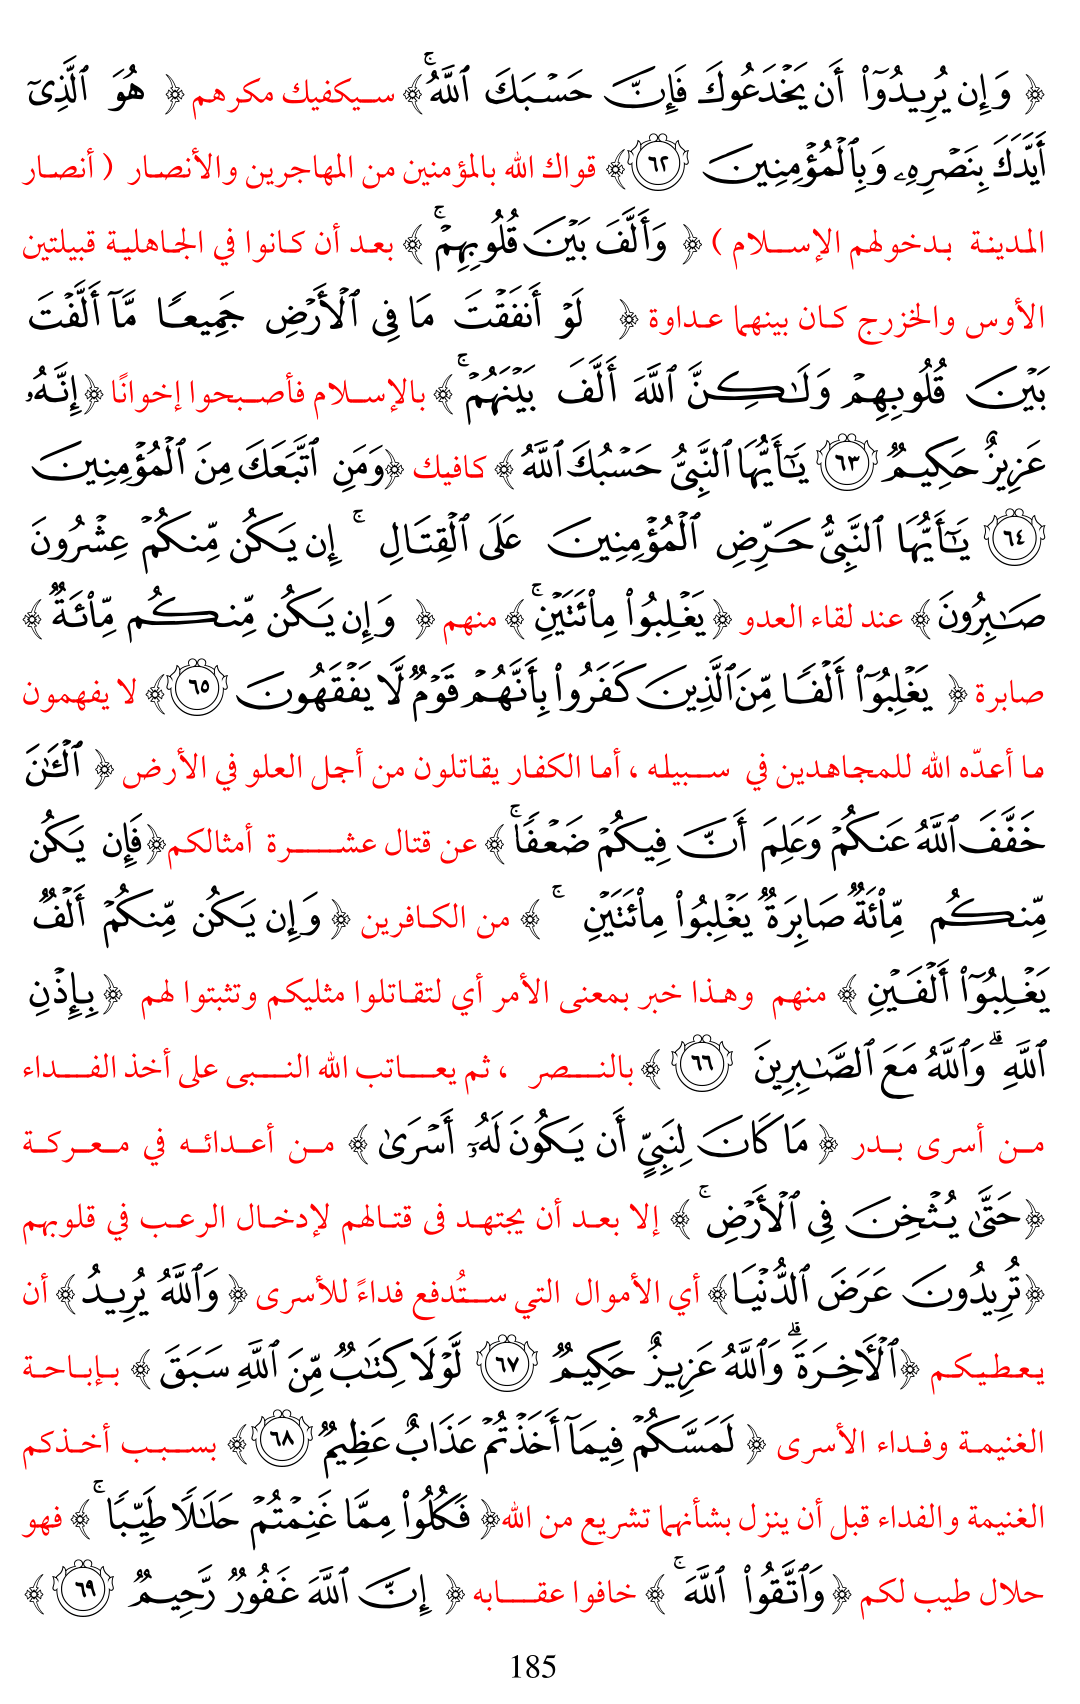 ﴿ وَإِن يُرِيدُوٓا۟ أَن يَخْدَعُوكَ فَإِنَّ حَسْبَكَ ٱللَّهُ ۚ ﴾ سيكفيك مكرهم ﴿ هُوَ ٱلَّذِىٓ
أَيَّدَكَ بِنَصْرِهِۦ وَبِٱلْمُؤْمِنِينَ ٦٢ ﴾ قواك الله بالمؤمنين من المهاجرين والأنصار ( أنصار
المدينة بدخولهم الإسلام ) ﴿ وَأَلَّفَ بَيْنَ قُلُوبِهِمْ ۚ ﴾ بعد أن كانوا في الجاهلية قبيلتين
الأوس والخزرج كان بينهما عداوة ﴿ لَوْ أَنفَقْتَ مَا فِى ٱلْأَرْضِ جَمِيعًا مَّآ أَلَّفْتَ
بَيْنَ قُلُوبِهِمْ وَلَـٰكِنَّ ٱللَّهَ أَلَّفَ بَيْنَهُمْ ۚ ﴾ بالإسلام فأصبحوا إخوانًا ﴿ إِنَّهُۥ
عَزِيزٌ حَكِيمٌ ٦٣ يَـٰٓأَيُّهَا ٱلنَّبِىُّ حَسْبُكَ ٱللَّهُ ﴾ كافيك ﴿ وَمَنِ ٱتَّبَعَكَ مِنَ ٱلْمُؤْمِنِينَ
٦٤ يَـٰٓأَيُّهَا ٱلنَّبِىُّ حَرِّضِ ٱلْمُؤْمِنِينَ عَلَى ٱلْقِتَالِ ۚ إِن يَكُن مِّنكُمْ عِشْرُونَ
صَـٰبِرُونَ ﴾ عند لقاء العدو ﴿ يَغْلِبُوا۟ مِا۟ئَتَيْنِ ۚ ﴾ منهم ﴿ وَإِن يَكُن مِّنكُم مِّا۟ئَةٌ ﴾
صابرة ﴿ يَغْلِبُوٓا۟ أَلْفًا مِّنَ ٱلَّذِينَ كَفَرُوا۟ بِأَنَّهُمْ قَوْمٌ لَّا يَفْقَهُونَ ٦٥ ﴾ لا يفهمون
ما أعدّه الله للمجاهدين في سبيله ، أما الكفار يقاتلون من أجل العلو في الأرض ﴿ ٱلْـَٔـٰنَ
خَفَّفَ ٱللَّهُ عَنكُمْ وَعَلِمَ أَنَّ فِيكُمْ ضَعْفًا ۚ ﴾ عن قتال عشرة أمثالكم ﴿ فَإِن يَكُن
مِّنكُم مِّا۟ئَةٌ صَابِرَةٌ يَغْلِبُوا۟ مِا۟ئَتَيْنِ ۚ ﴾ من الكافرين ﴿ وَإِن يَكُن مِّنكُمْ أَلْفٌ
يَغْلِبُوٓا۟ أَلْفَيْنِ ﴾ منهم وهذا خبر بمعنى الأمر أي لتقاتلوا مثليكم وتثبتوا لهم ﴿ بِإِذْنِ
ٱللَّهِ ۗ وَٱللَّهُ مَعَ ٱلصَّـٰبِرِينَ ٦٦ ﴾ بالنصر ، ثم يعاتب الله النبى على أخذ الفداء
من أسرى بدر ﴿ مَا كَانَ لِنَبِىٍّ أَن يَكُونَ لَهُۥٓ أَسْرَىٰ ﴾ من أعدائه في معركة
﴿ حَتَّىٰ يُثْخِنَ فِى ٱلْأَرْضِ ۚ ﴾ إلا بعد أن يجتهد فى قتالهم لإدخال الرعب في قلوبهم
﴿ تُرِيدُونَ عَرَضَ ٱلدُّنْيَا ﴾ أي الأموال التي ستُدفع فداءً للأسرى ﴿ وَٱللَّهُ يُرِيدُ ﴾ أن
يعطيكم ﴿ ٱلْـَٔاخِرَةَ ۗ وَٱللَّهُ عَزِيزٌ حَكِيمٌ ٦٧ لَّوْلَا كِتَـٰبٌ مِّنَ ٱللَّهِ سَبَقَ ﴾ بإباحة
الغنيمة وفداء الأسرى ﴿ لَمَسَّكُمْ فِيمَآ أَخَذْتُمْ عَذَابٌ عَظِيمٌ ٦٨ ﴾ بسبب أخذكم
الغنيمة والفداء قبل أن ينزل بشأنهما تشريع من الله ﴿ فَكُلُوا۟ مِمَّا غَنِمْتُمْ حَلَـٰلًا طَيِّبًا ۚ ﴾ فهو
حلال طيب لكم ﴿ وَٱتَّقُوا۟ ٱللَّهَ ۚ ﴾ خافوا عقابه ﴿ إِنَّ ٱللَّهَ غَفُورٌ رَّحِيمٌ ٦٩ ﴾
185